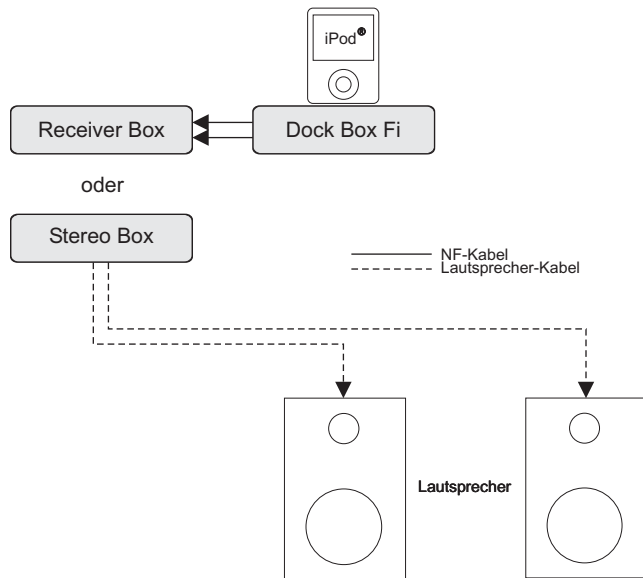 iPod®
Receiver Box
Dock Box Fi
oder
Stereo Box
NF-Kabel
Lautsprecher-Kabel
Lautsprecher